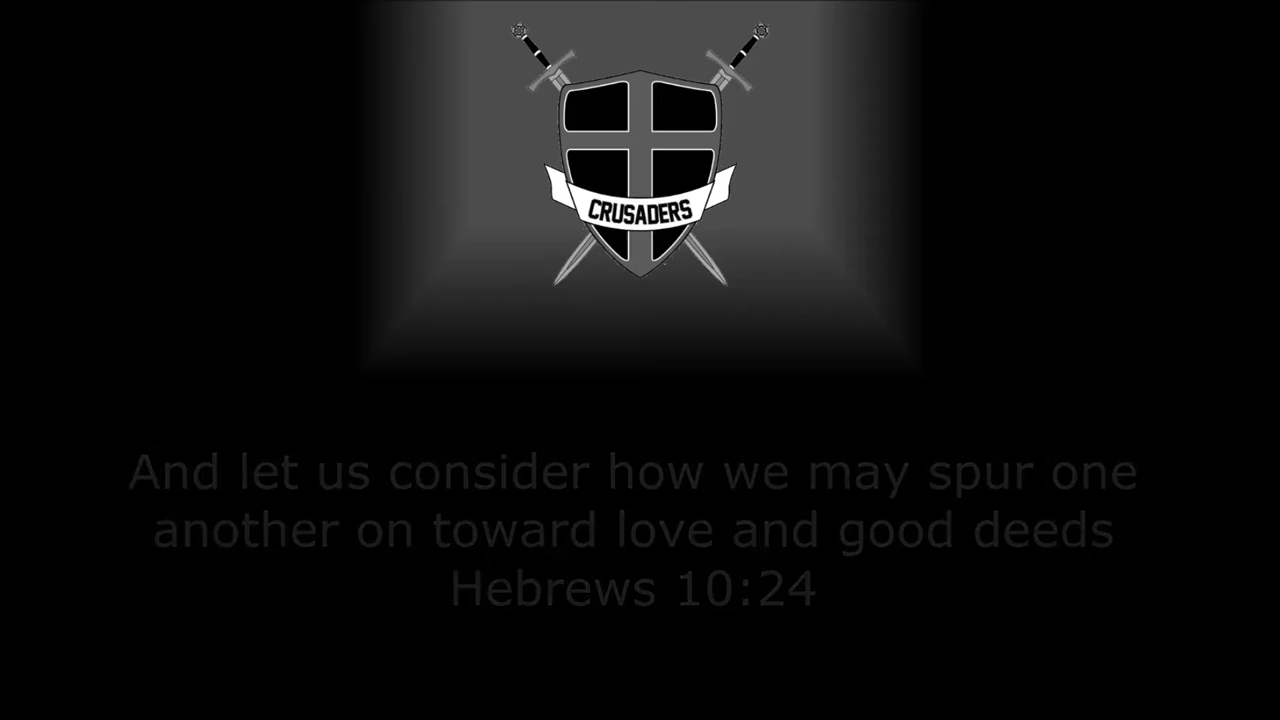 CRUSADERS
And let us consider how we may spur one
another on toward love and good deeds
Hebrews 10:24